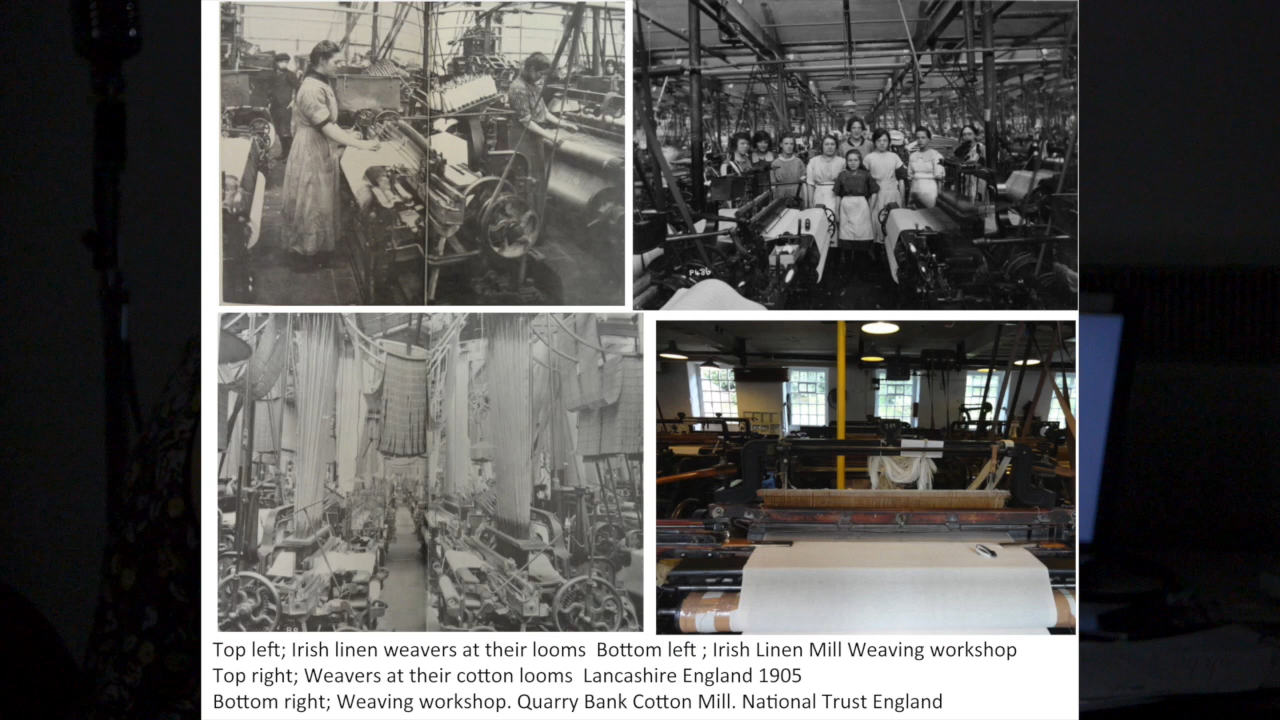 P486
Top left; Irish linen weavers at their looms  Bottom left ; Irish Linen Mill Weaving workshop
Top right; Weavers at their cotton looms  Lancashire England 1905
Bottom right; Weaving workshop. Quarry Bank Cotton Mill. National Trust England